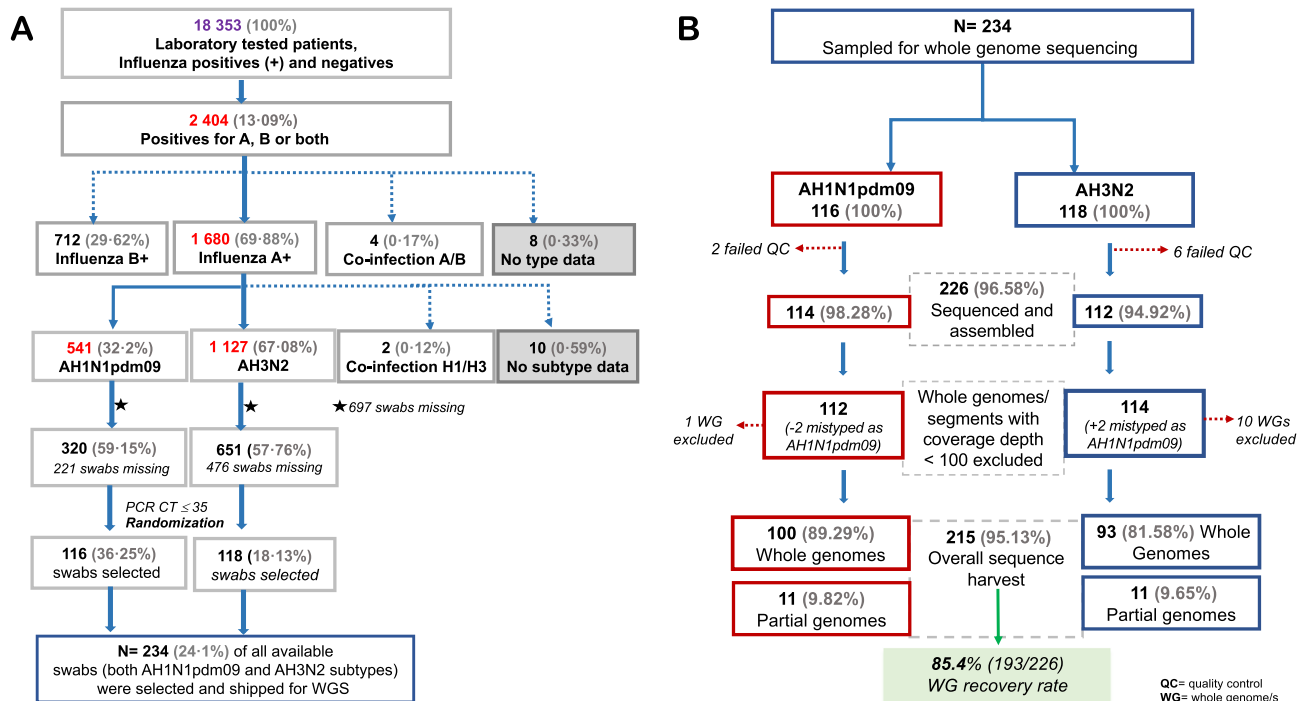 A
18 353 (100%)
Laboratory tested patients,
Influenza positives (+) and negatives
2 404 (13·09%)
Positives for A, B or both
712 (29·62%)
Influenza B+
1 680 (69·88%)
Influenza A+
4 (0·17%)
Co-infection A/B
8 (0·33%)
No type data
541 (32·2%)
AH1N1pdm09
1 127 (67·08%)
AH3N2
2 (0·12%)
Co-infection H1/H3
10 (0·59%)
No subtype data
★
★
★697 swabs missing
320 (59·15%)
221 swabs missing
651 (57·76%)
476 swabs missing
PCR CT ≤ 35
Randomization
116 (36·25%)
swabs selected
118 (18·13%)
swabs selected
N= 234 (24·1%) of all available
swabs (both AH1N1pdm09 and AH3N2 subtypes)
were selected and shipped for WGS
B
N= 234
Sampled for whole genome sequencing
AH1N1pdm09
116 (100%)
AH3N2
118 (100%)
2 failed QC
6 failed QC
114 (98.28%)
226 (96.58%)
Sequenced and
assembled
112 (94.92%)
1 WG
excluded
112
(-2 mistyped as
AH1N1pdm09)
Whole genomes/
segments with
coverage depth
< 100 excluded
114
(+2 mistyped as
AH1N1pdm09)
10 WGs
excluded
100 (89.29%)
Whole genomes
215 (95.13%)
Overall sequence
harvest
93 (81.58%) Whole
Genomes
11 (9.82%)
Partial genomes
11 (9.65%)
Partial genomes
85.4% (193/226)
WG recovery rate
QC= quality control
WG= whole genome/s